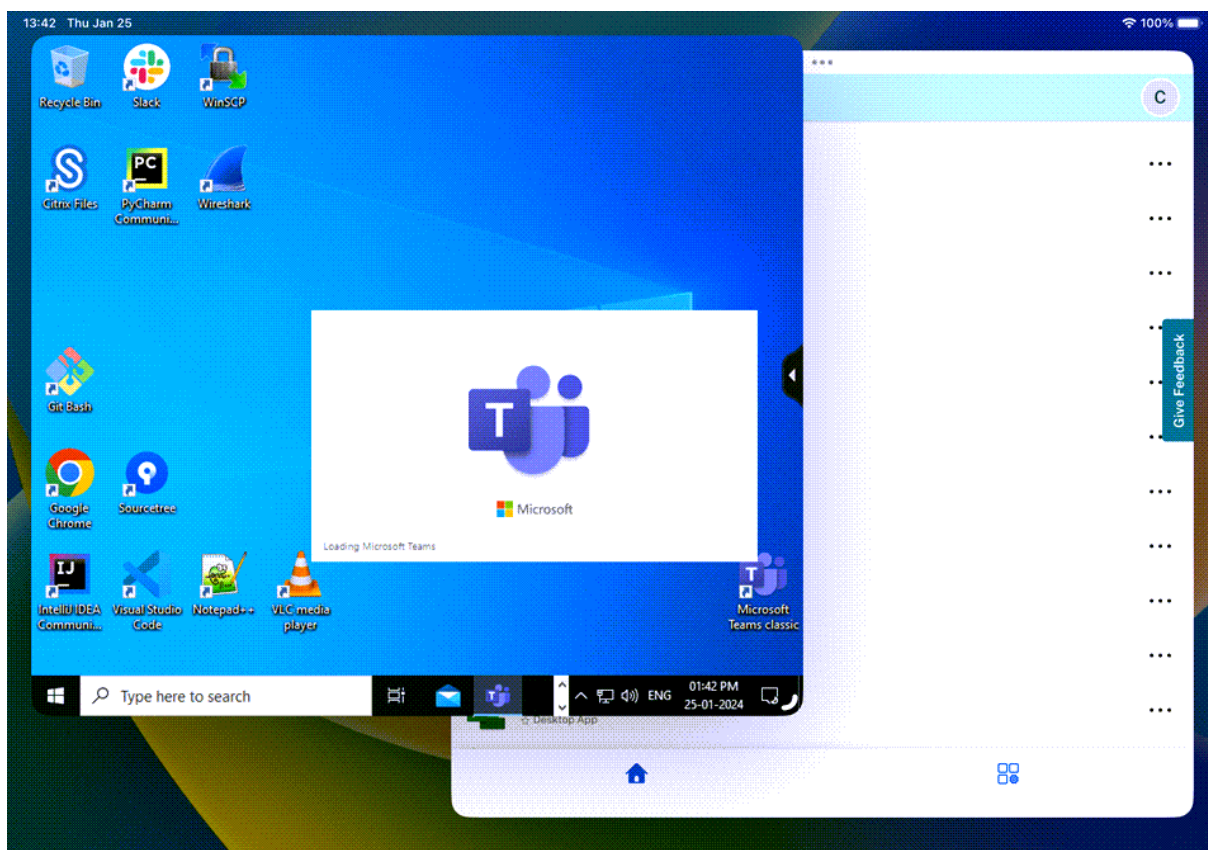 13:42 Thu Jan 25
100%
Recycle Bin
Slack
WinSCP
C
Citrix Files
PC
PyCharm
Communi...
Wireshark
Git Bash
Give Feedback
Google
Chrome
Sourcetree
T
Microsoft
Loading Microsoft Teams
IJ
IntelliJ IDEA
Communi...
Visual Studio
Code
Notepad++
VLC media
player
T
Microsoft
Teams classic
Type here to search
T
ENG
01:42 PM
25-01-2024
Desktop App